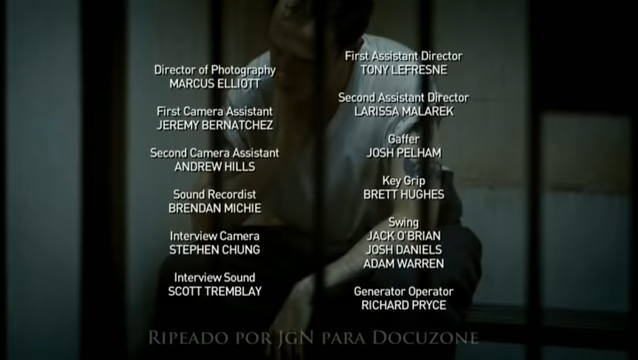 Director of Photography
MARCUS ELLIOTT
First Camera Assistant
JEREMY BERNATCHEZ
Second Camera Assistant
ANDREW HILLS
Sound Recordist
BRENDAN MICHIE
Interview Camera
STEPHEN CHUNG
Interview Sound
SCOTT TREMBLAY
First Assistant Director
TONY LEFRESNE
Second Assistant Director
LARISSA MALAREK
Gaffer
JOSH PELHAM
Key Grip
BRETT HUGHES
Swing
JACK O'BRIAN
JOSH DANIELS
ADAM WARREN
Generator Operator
RICHARD PRYCE
RIPEADO POR JGN PARA DOCUZONE